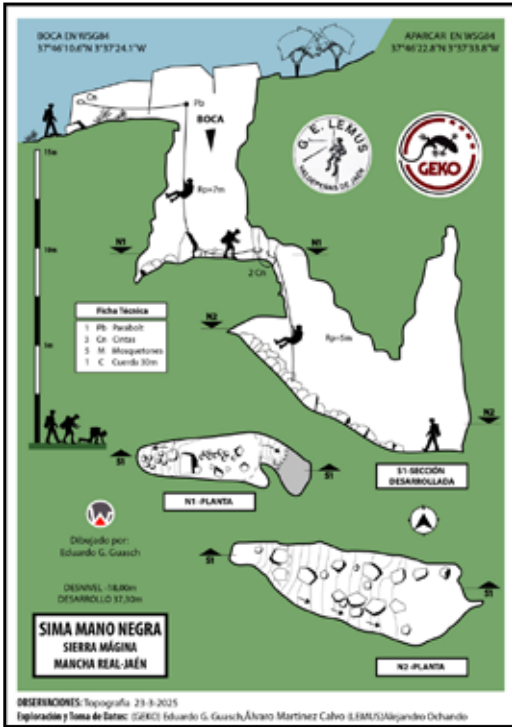 BOCA EN WSG84
37°46'10.6"N 3°37'24.1"W
APARCAR EN WSG84
37°46'22.8"N 3°37'33.8"W
Cn
Pb
BOCA
G. E. LEMUS
VALDEPEÑAS DE JAÉN
GEKO
15m
Rp=7m
10m
N1
N1
2 Cn
Ficha Técnica
1 Pb Parabolt
3 Cn Cintas
5 M Mosquetones
1 C Cuerda 30m
N2
5m
Rp=5m
N2
S1
S1
N1 -PLANTA
S1-SECCIÓN
DESARROLLADA
Dibujado por:
Eduardo G. Guasch
S1
S1
DESNIVEL -18,00m
DESARROLLO 37,30m
SIMA MANO NEGRA
SIERRA MÁGINA
MANCHA REAL-JAÉN
N2 -PLANTA
OBSERVACIONES: Topografia 23-3-2025
Exploración y Toma de Datos: (GEKO) Eduardo G. Guasch,Álvaro Martinez Calvo (LEMUS)Alejandro Ochando